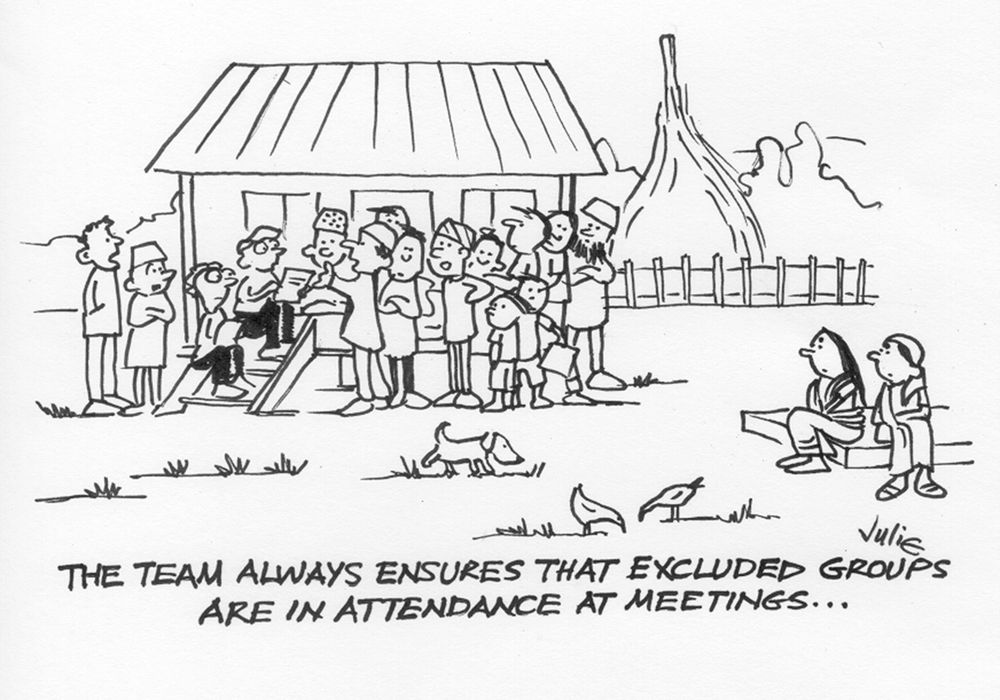 Julie
THE TEAM ALWAYS ENSURES THAT EXCLUDED GROUPS
ARE IN ATTENDANCE AT MEETINGS...